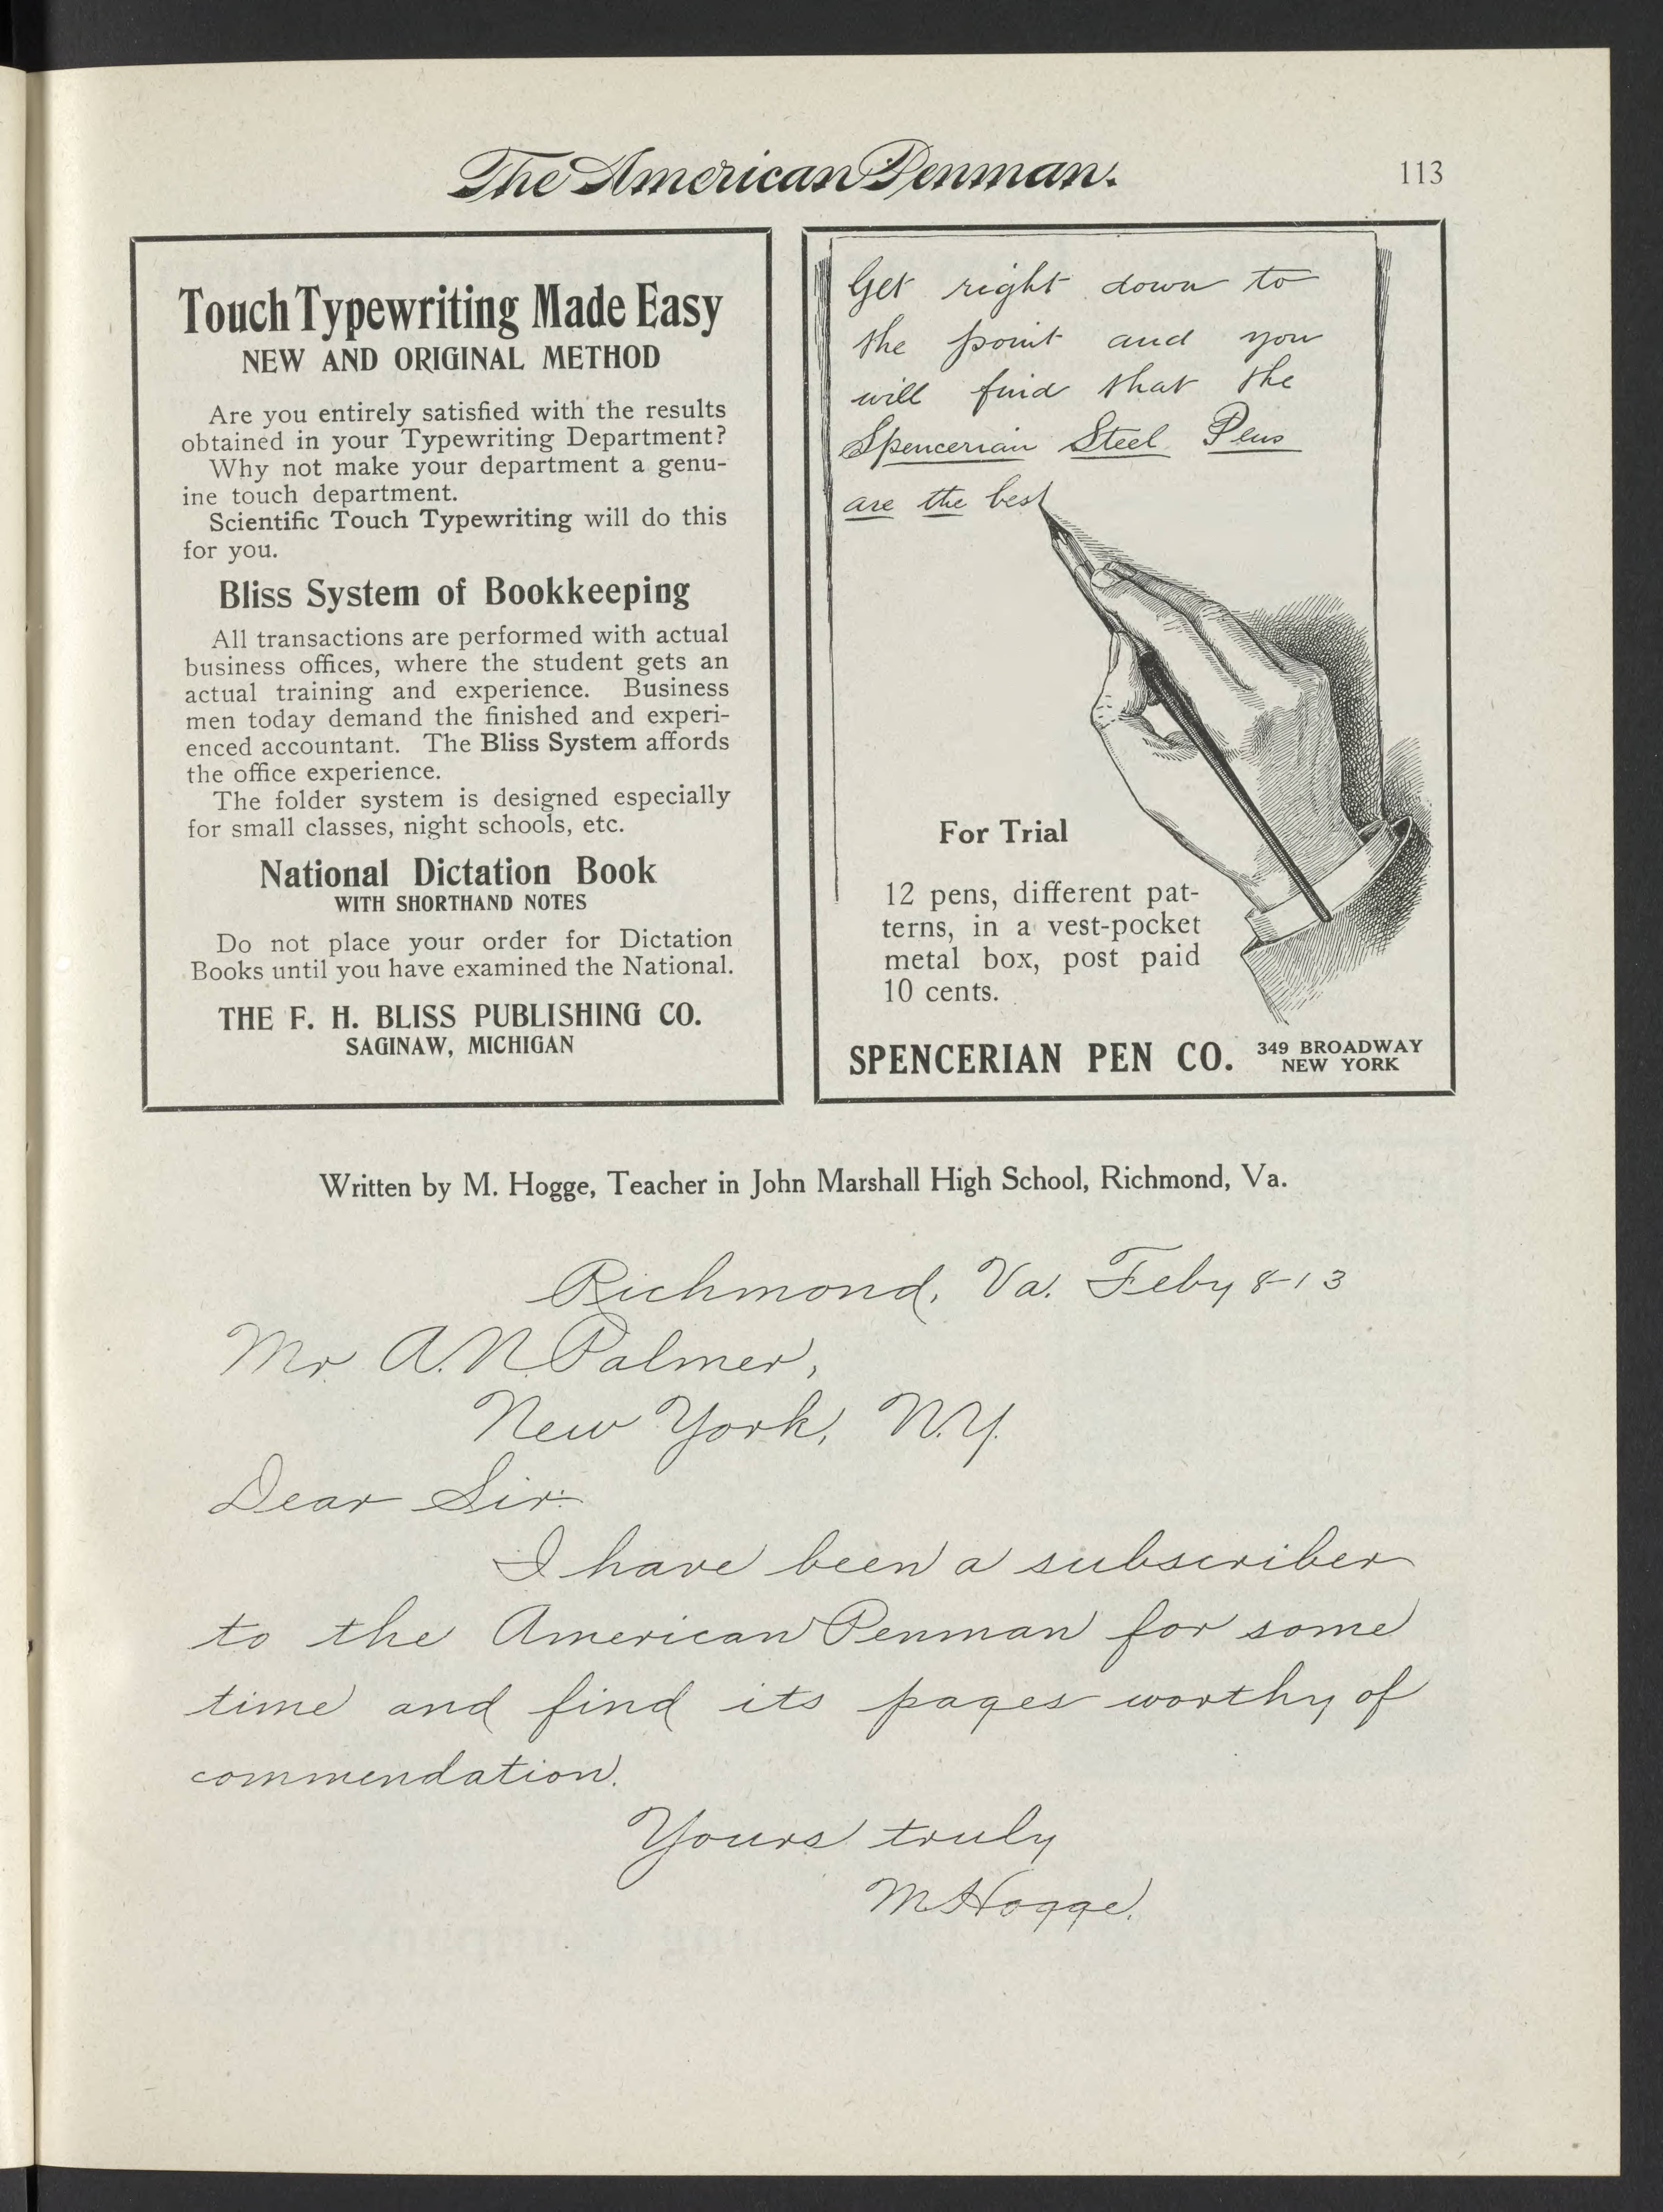 The American Penman.
113
Touch Typewriting Made Easy
NEW AND ORIGINAL METHOD
Are you entirely satisfied with the results
obtained in your Typewriting Department?
Why not make your department a genu-
ine touch department.
Scientific Touch Typewriting will do this
for you.
Bliss System of Bookkeeping
All transactions are performed with actual
business offices, where the student gets an
actual training and experience. Business
men today demand the finished and experi-
enced accountant. The Bliss System affords
the office experience.
The folder system is designed especially
for small classes, night schools, etc.
National Dictation Book
WITH SHORTHAND NOTES
Do not place your order for Dictation
Books until you have examined the National.
THE F. H. BLISS PUBLISHING CO.
SAGINAW, MICHIGAN
Get right down to
the point and you
will find that the
Spencerian Steel Pens
are the best
For Trial
12 pens, different pat-
terns, in a vest-pocket
metal box, post paid
10 cents.
SPENCERIAN PEN CO.
349 BROADWAY
NEW YORK
Written by M. Hogge, Teacher in John Marshall High School, Richmond, Va.
Richmond, Va. Feby 8-13
Mr. A. N. Palmer,
New York, N.Y.
Dear Sir:
I have been a subscriber
to the American Penman for some
time and find its pages worthy of
commendation.
Yours truly
M Hogge.